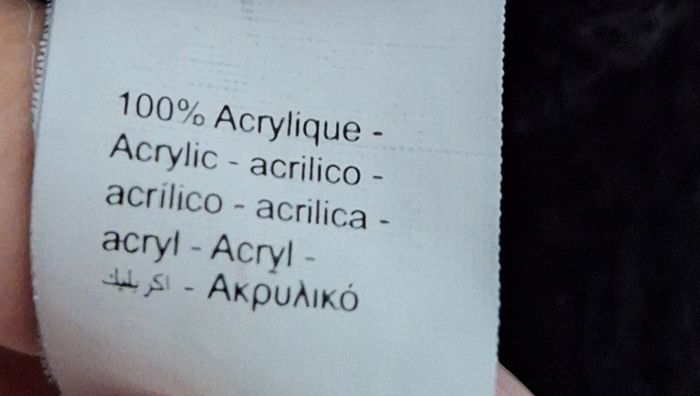 100% Acrylique -
Acrylic - acrilico -
acrílico - acrilica -
acryl - Acryl -
اكريليك - Ακρυλικό